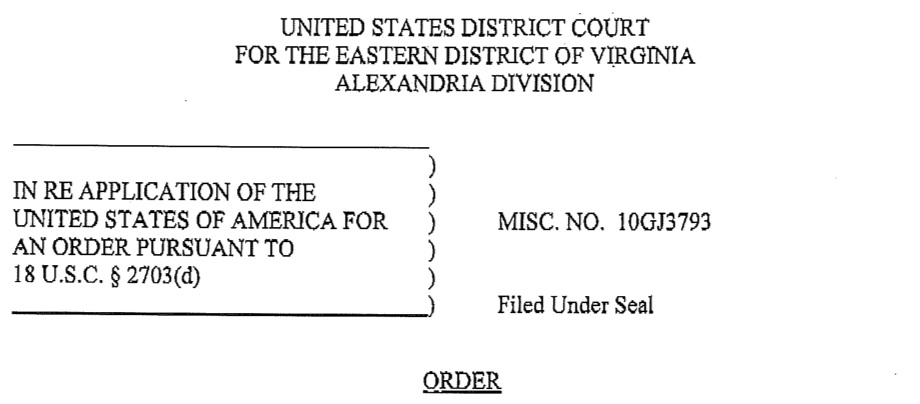 UNITED STATES DISTRICT COURT
FOR THE EASTERN DISTRICT OF VIRGINIA
ALEXANDRIA DIVISION
)
IN RE APPLICATION OF THE )
UNITED STATES OF AMERICA FOR ) MISC. NO. 10GJ3793
AN ORDER PURSUANT TO )
18 U.S.C. § 2703(d) )
) Filed Under Seal
ORDER